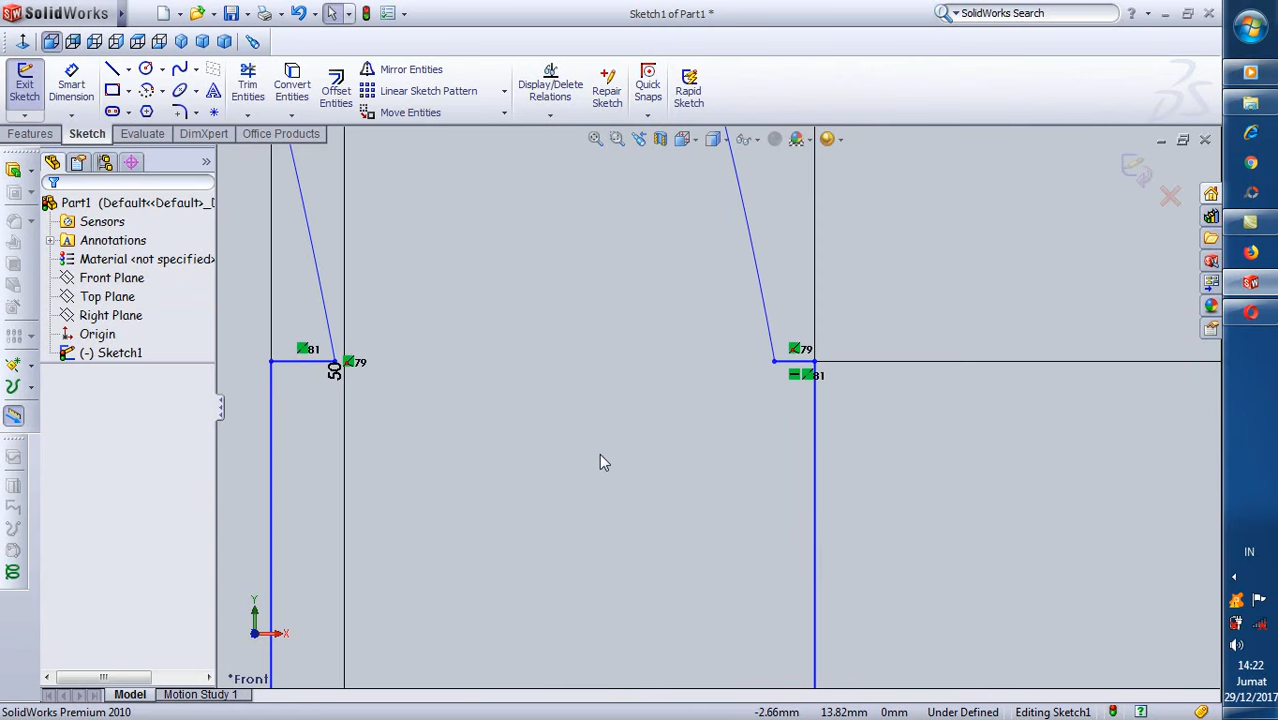 SolidWorks
Sketch1 of Part1 *
SolidWorks Search
?
Exit Sketch
Smart Dimension
Trim Entities
Convert Entities
Offset Entities
Mirror Entities
Linear Sketch Pattern
Move Entities
Display/Delete Relations
Repair Sketch
Quick Snaps
Rapid Sketch
Features
Sketch
Evaluate
DimXpert
Office Products
»
Part1 (Default<<Default>_D
Sensors
Annotations
Material <not specified>
Front Plane
Top Plane
Right Plane
Origin
(-) Sketch1
81
79
50
79
81
Y
X
*Front
IN
14:22
Jumat
29/12/2017
Model
Motion Study 1
SolidWorks Premium 2010
-2.66mm
13.82mm
0mm
Under Defined
Editing Sketch1